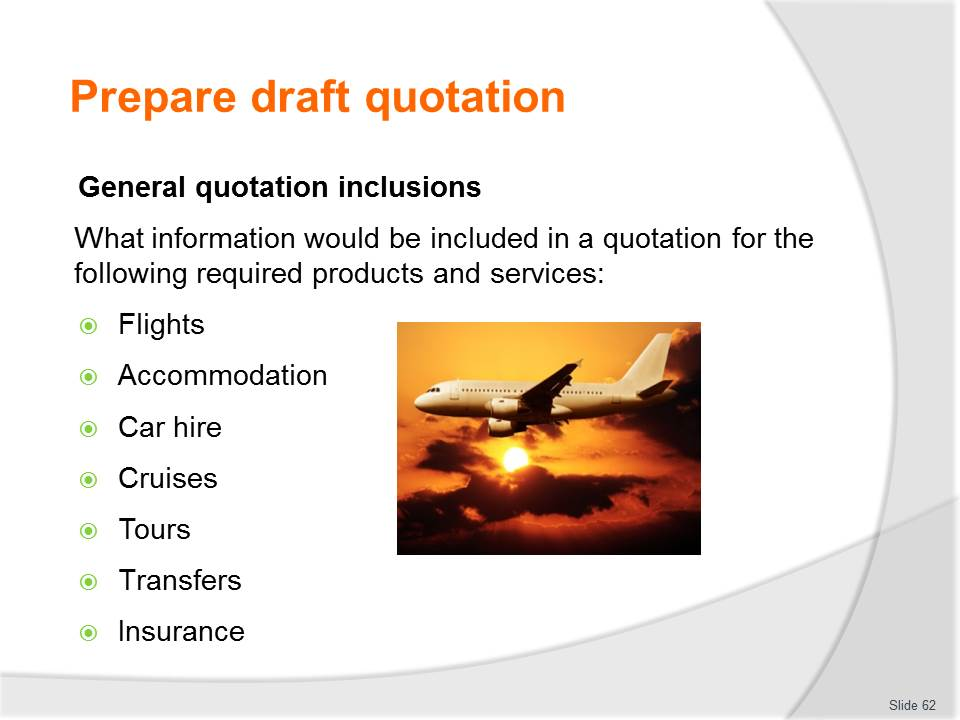 Prepare draft quotation
General quotation inclusions
What information would be included in a quotation for the
following required products and services:
Flights
Accommodation
Car hire
Cruises
Tours
Transfers
Insurance
Slide 62